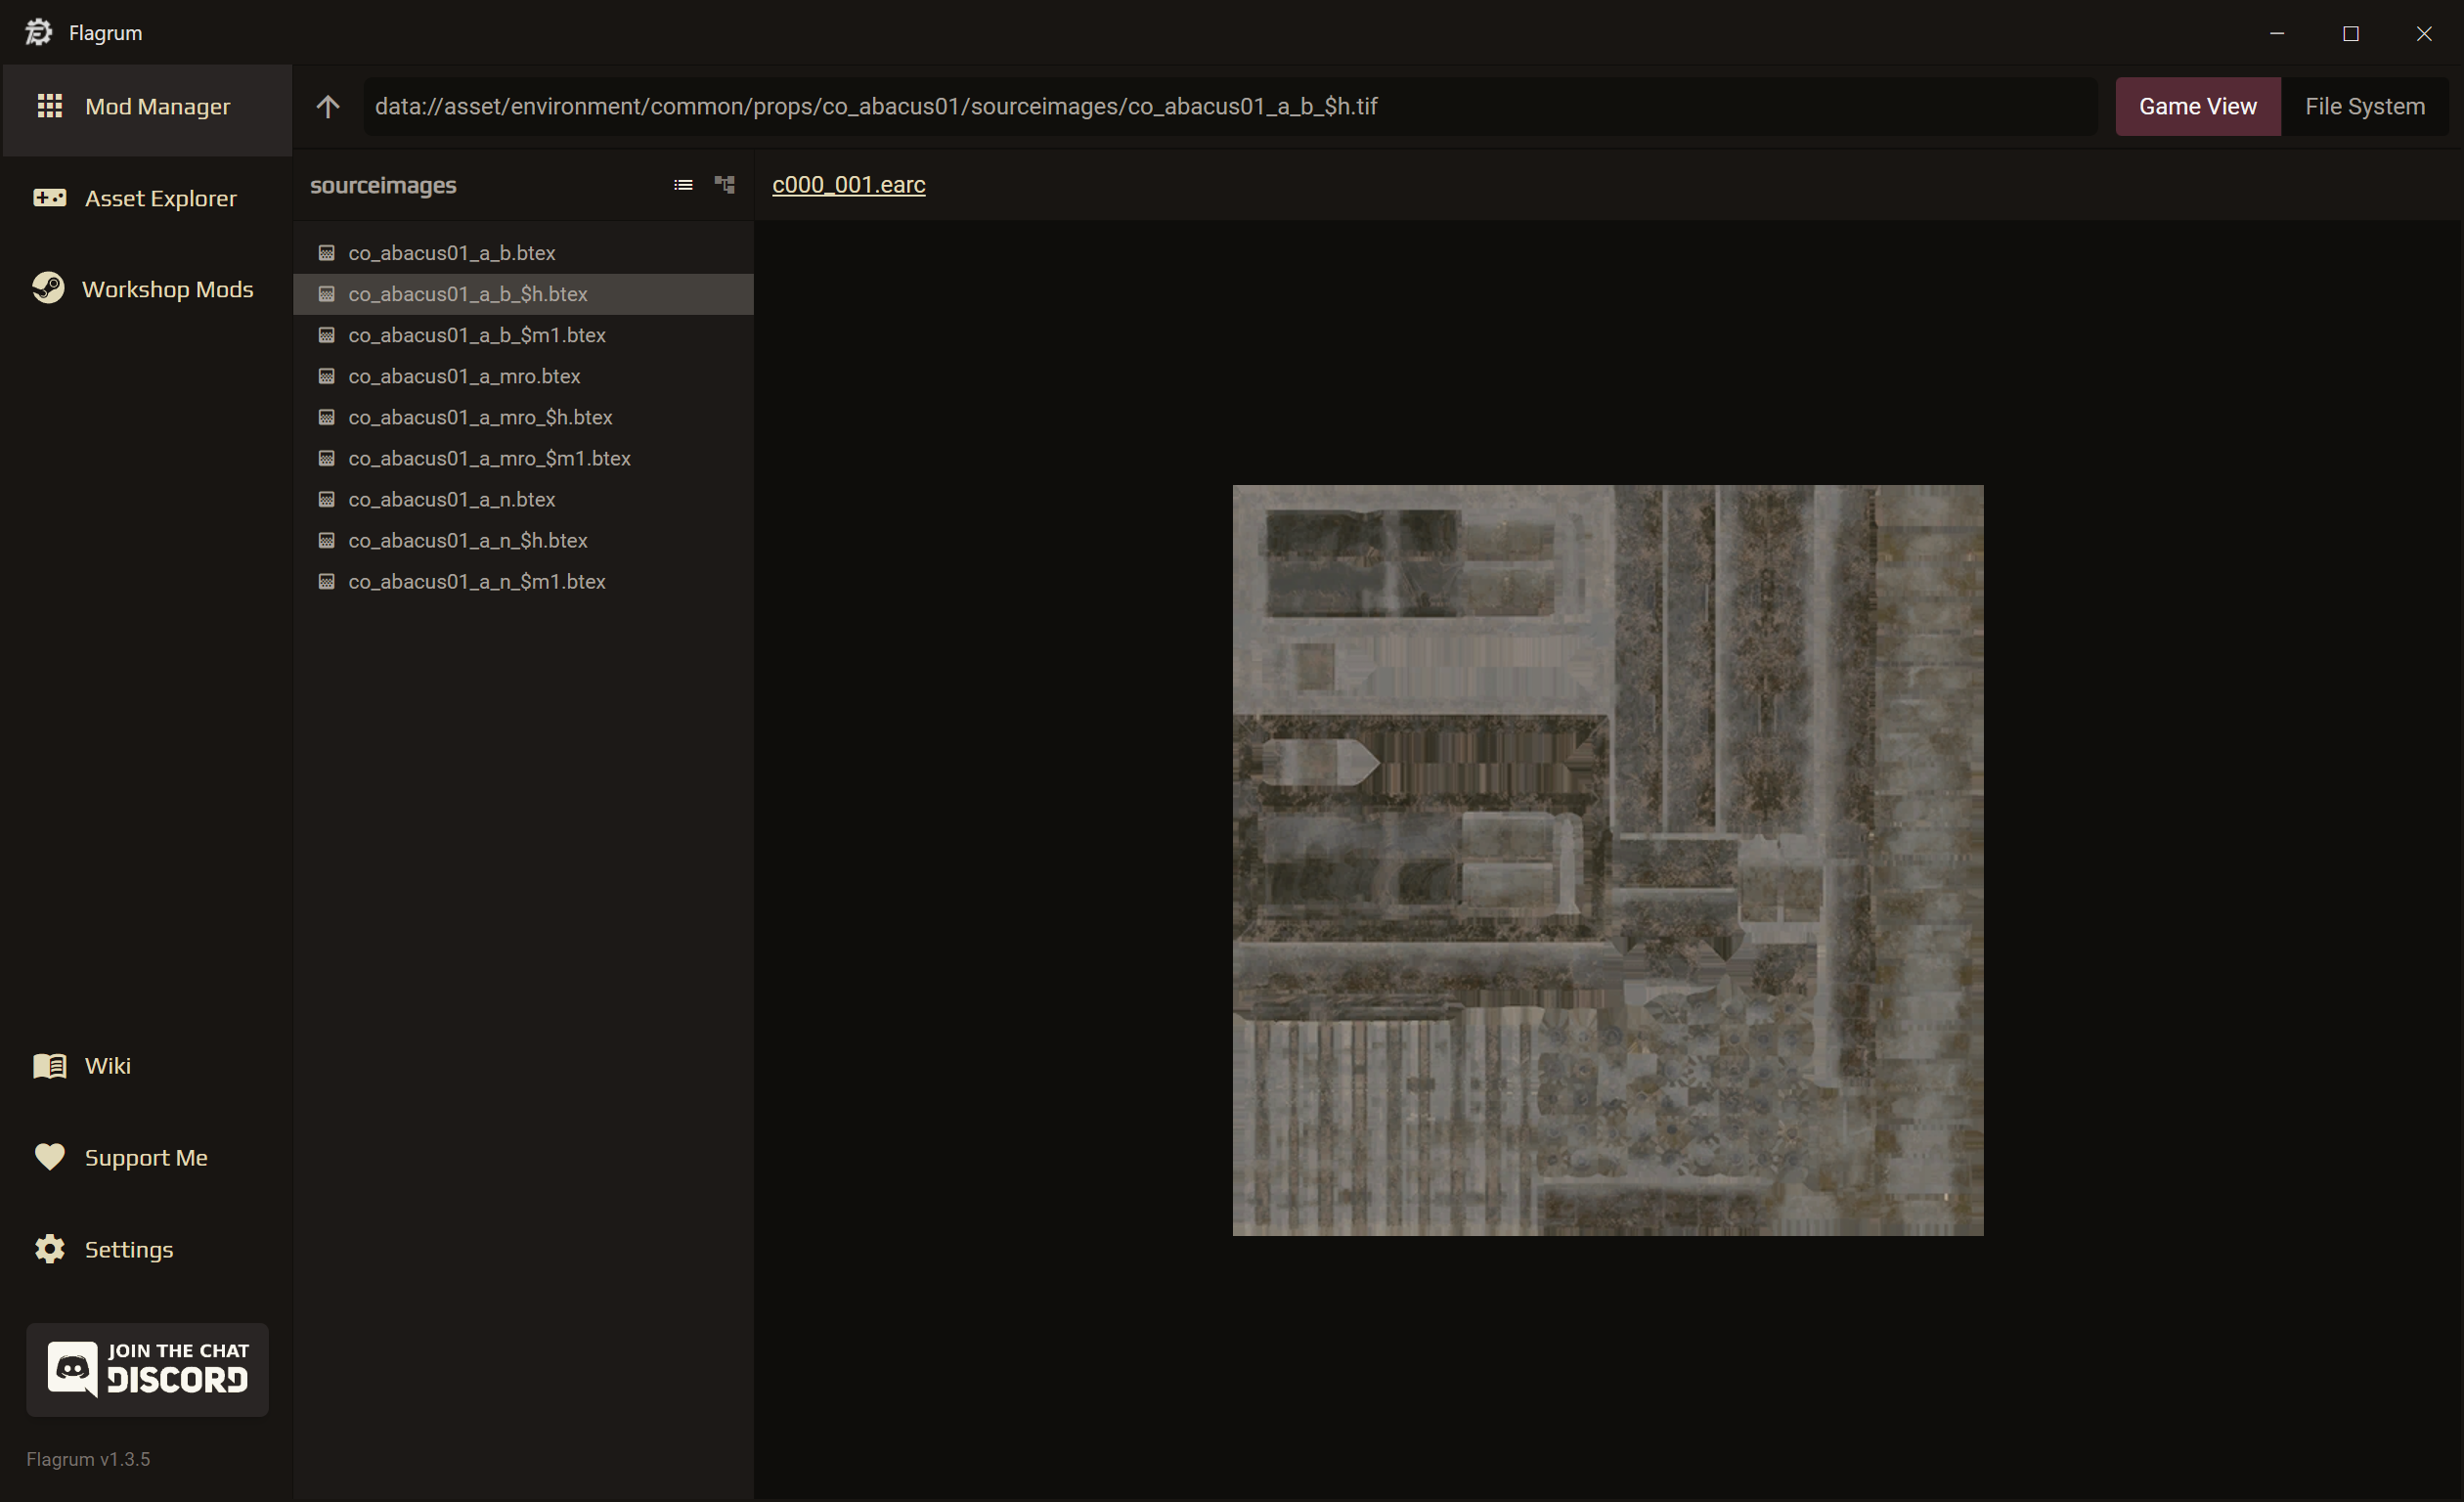 Flagrum
Mod Manager
Asset Explorer
Workshop Mods
Wiki
Support Me
Settings
JOIN THE CHAT
DISCORD
Flagrum v1.3.5
data://asset/environment/common/props/co_abacus01/sourceimages/co_abacus01_a_b_$h.tif
Game View
File System
sourceimages
co_abacus01_a_b.btex
co_abacus01_a_b_$h.btex
co_abacus01_a_b_$m1.btex
co_abacus01_a_mro.btex
co_abacus01_a_mro_$h.btex
co_abacus01_a_mro_$m1.btex
co_abacus01_a_n.btex
co_abacus01_a_n_$h.btex
co_abacus01_a_n_$m1.btex
c000_001.earc